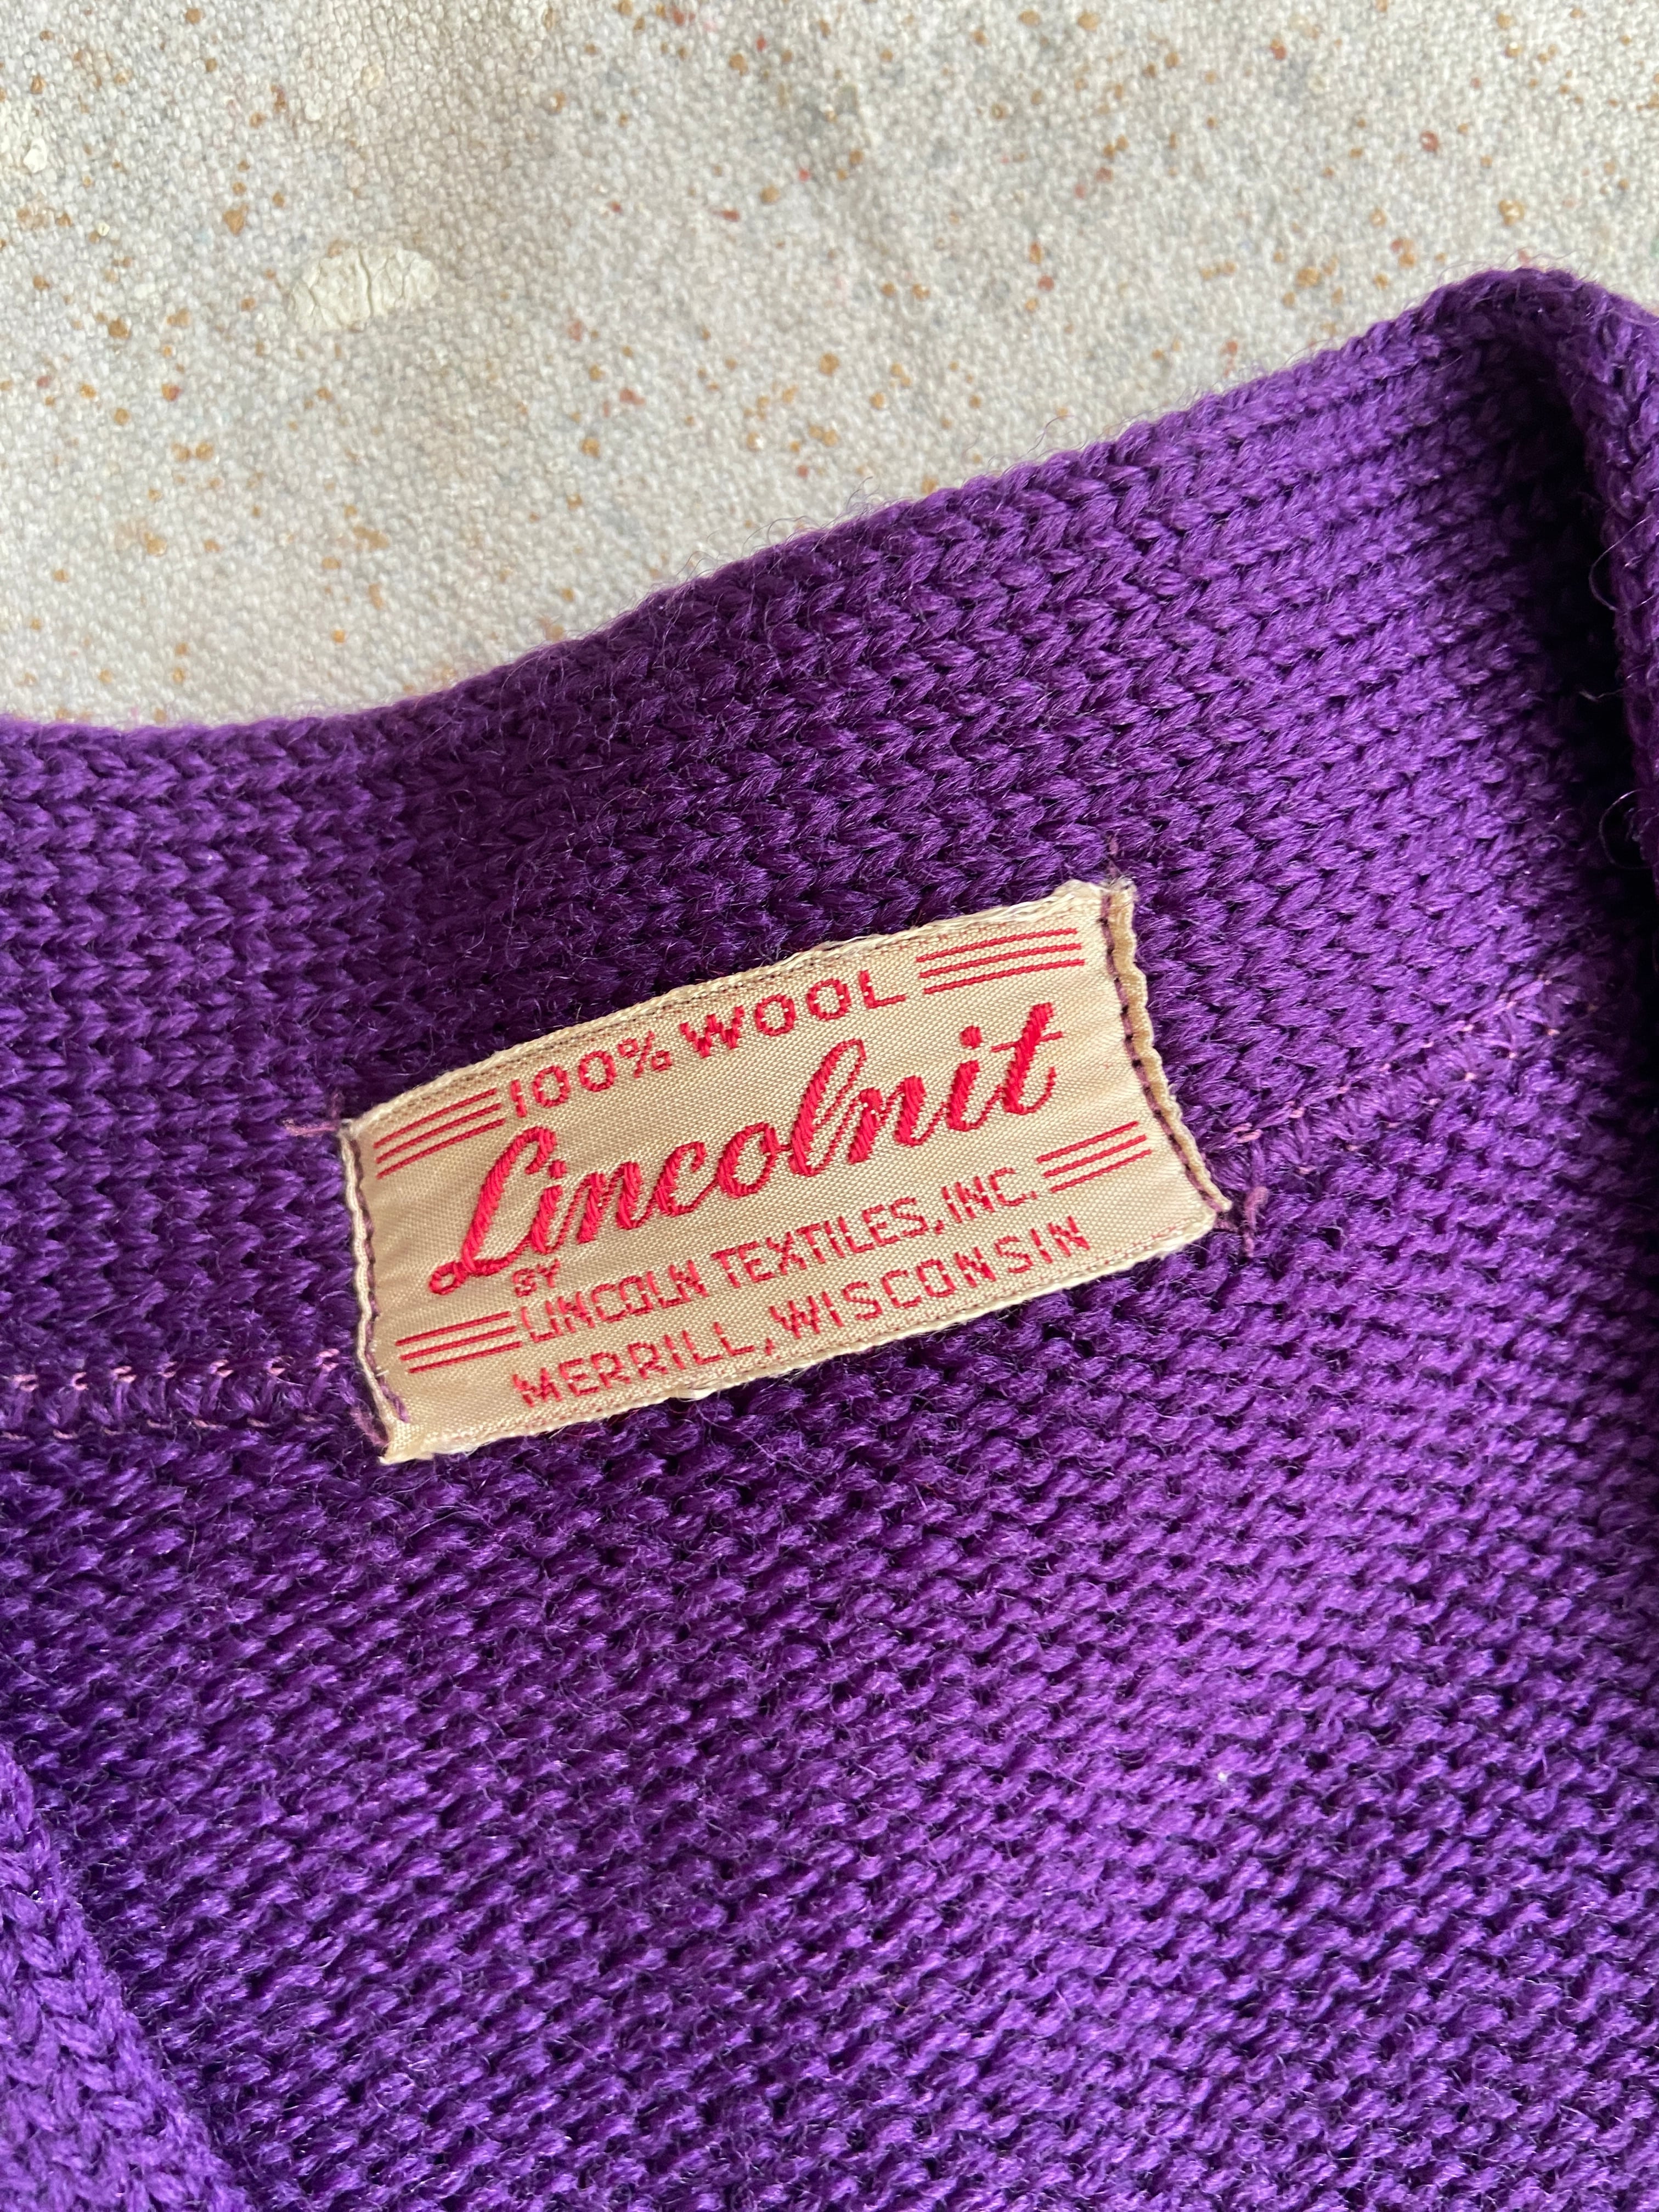 100% WOOL
Lincolnit
BY
LINCOLN TEXTILES, INC.
MERRILL, WISCONSIN